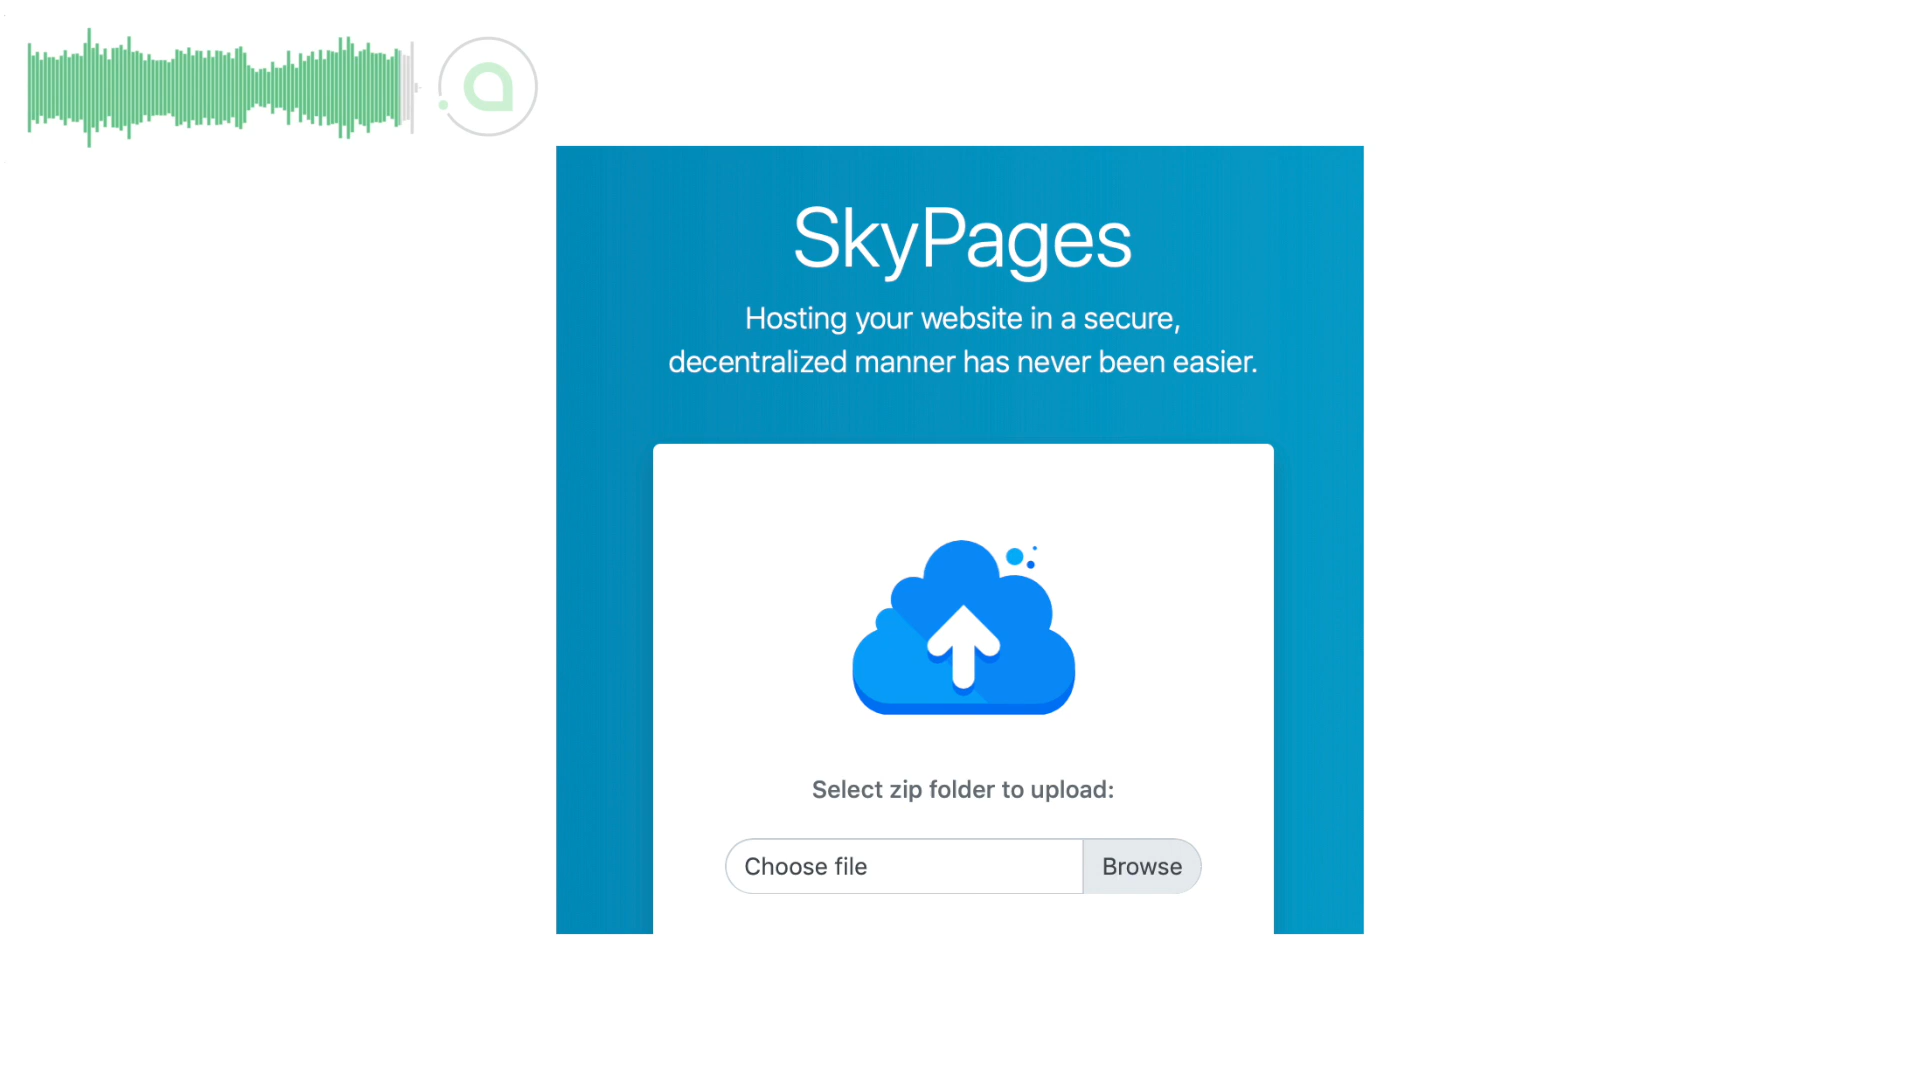 SkyPages
Hosting your website in a secure,
decentralized manner has never been easier.
Select zip folder to upload:
Choose file
Browse